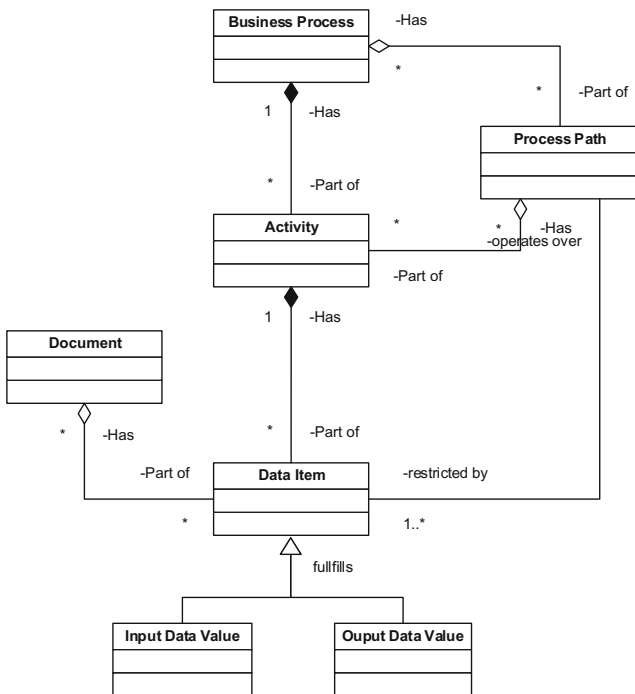 Business Process
-Has
*
1
-Has
*
-Part of
Process Path
*
-Part of
Activity
*
*
-Has
-operates over
-Part of
1
-Has
Document
*
-Has
*
-Part of
-Part of
Data Item
-restricted by
*
1..*
fullfills
Input Data Value
Ouput Data Value